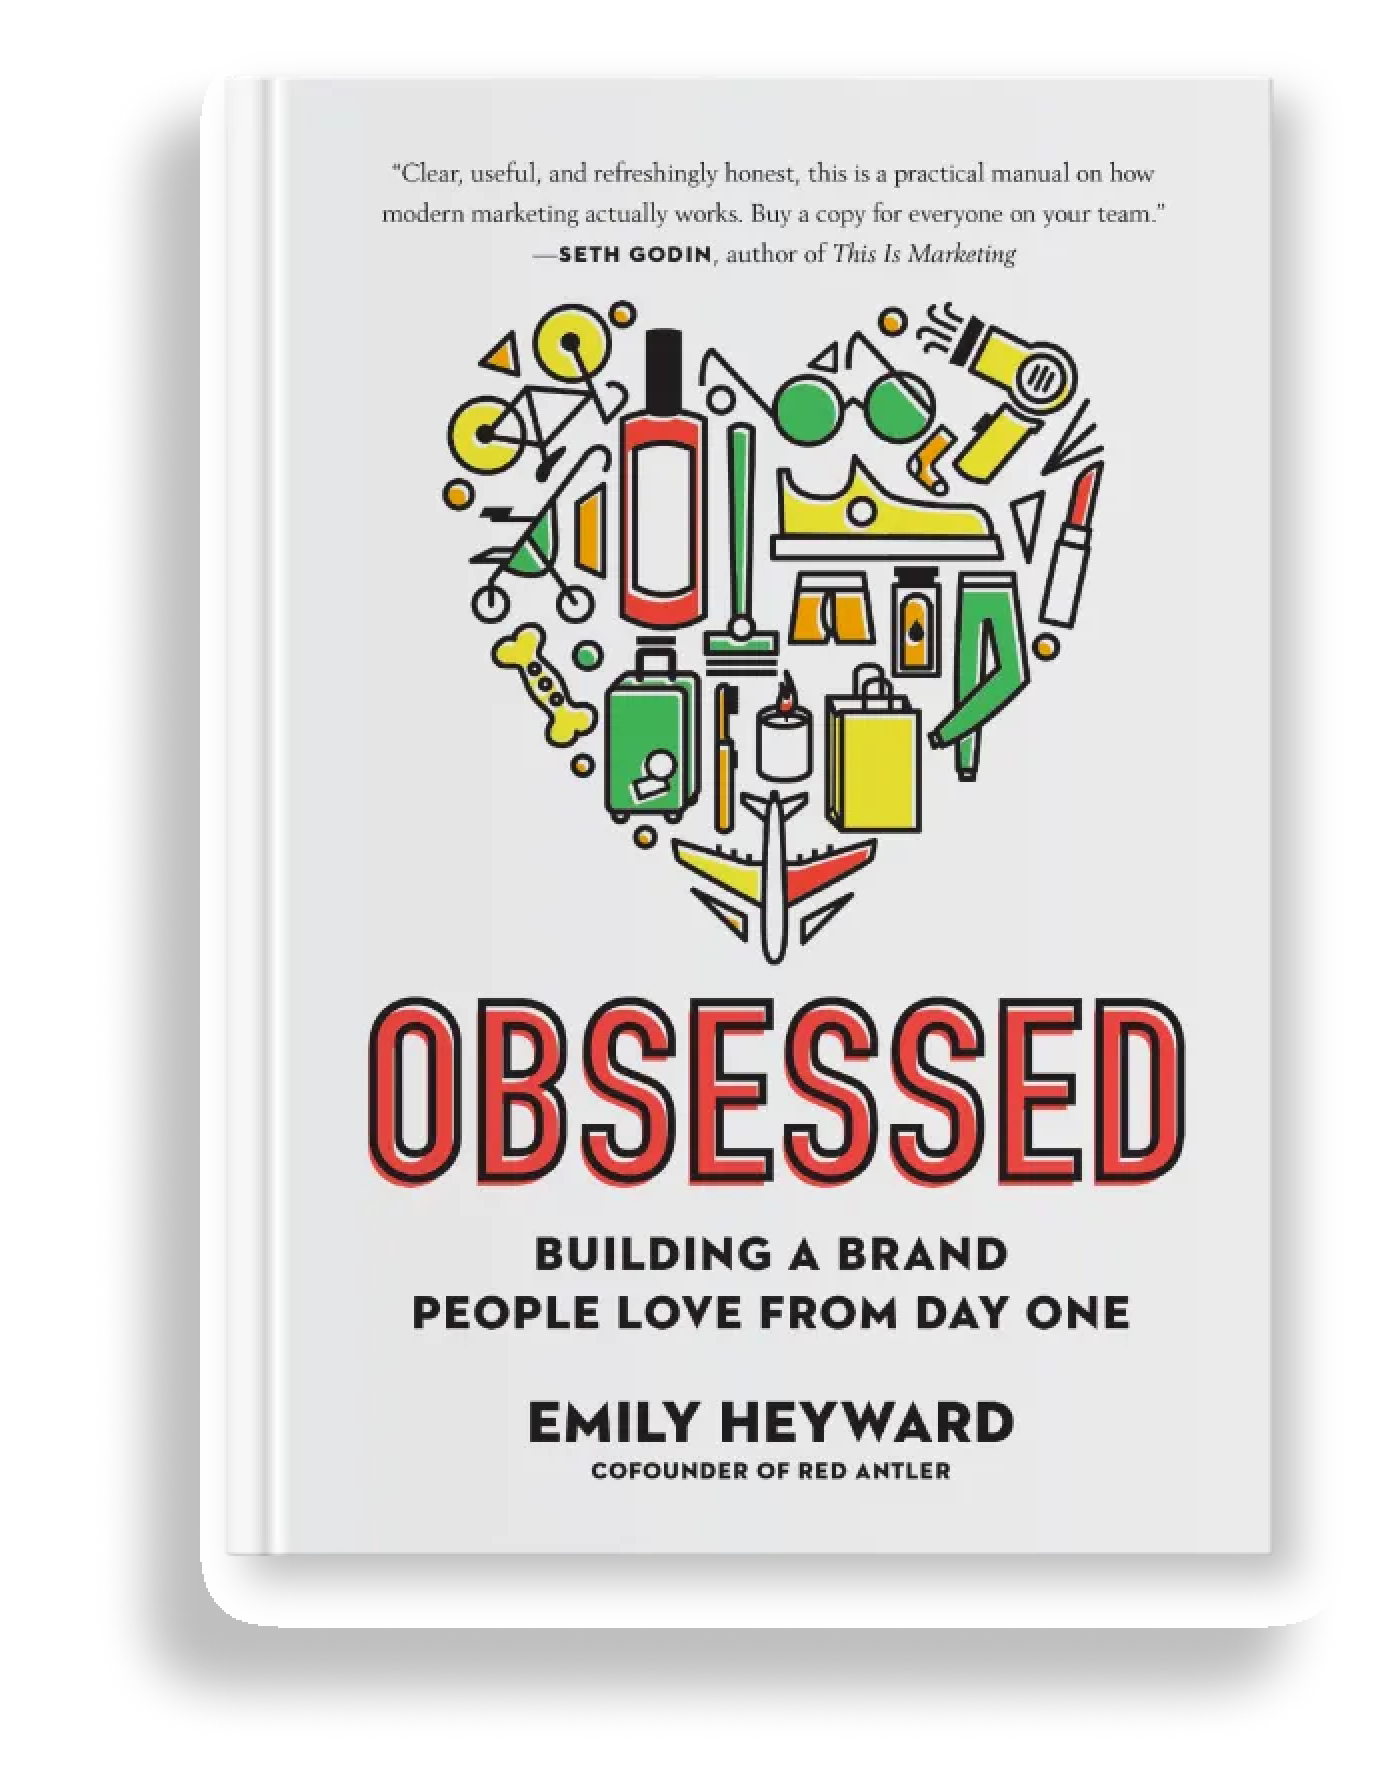 “Clear, useful, and refreshingly honest, this is a practical manual on how
modern marketing actually works. Buy a copy for everyone on your team.”
—SETH GODIN, author of This Is Marketing
OBSESSED
BUILDING A BRAND
PEOPLE LOVE FROM DAY ONE
EMILY HEYWARD
COFOUNDER OF RED ANTLER